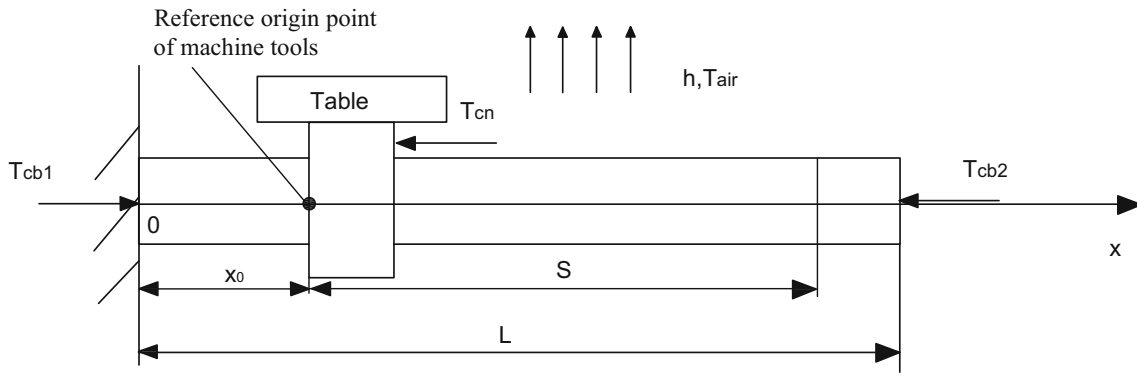 Reference origin point
of machine tools
h,Tair
Table
Tcn
Tcb1
Tcb2
0
x
x0
S
L